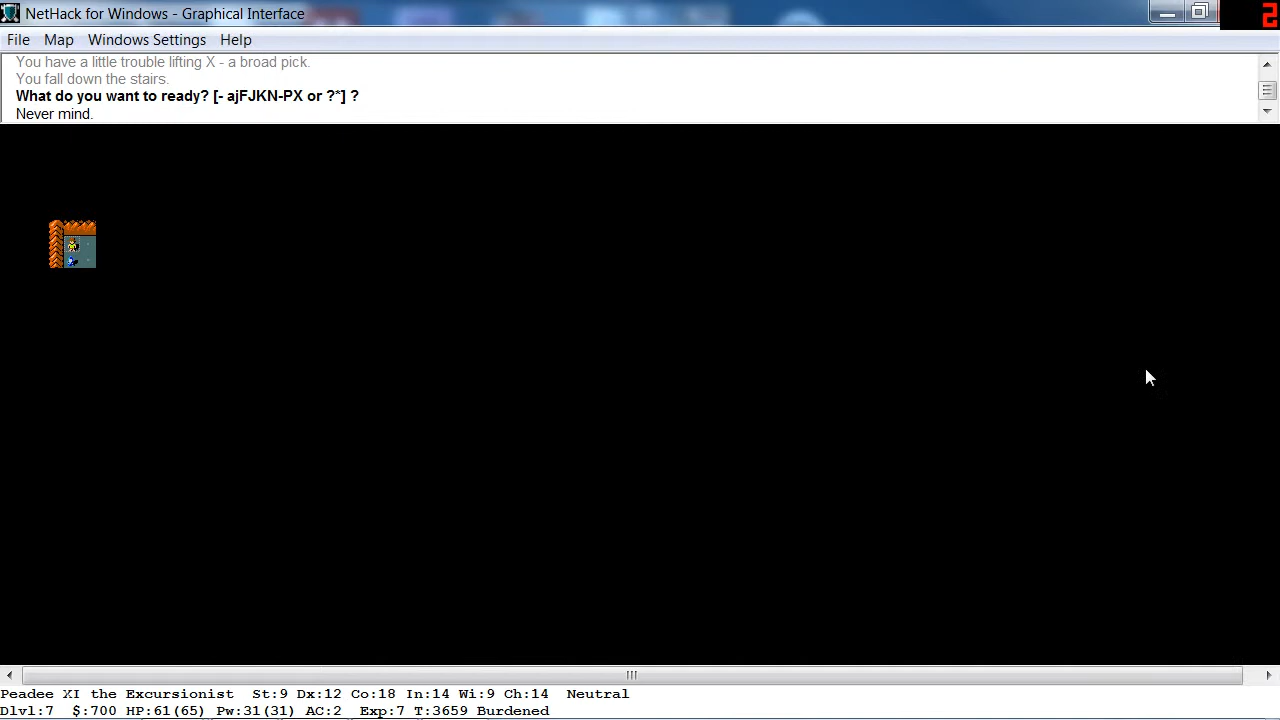 NetHack for Windows - Graphical Interface
2
File Map Windows Settings Help
You have a little trouble lifting X - a broad pick.
You fall down the stairs.
What do you want to ready? [- ajFJKN-PX or ?*] ?
Never mind.
Peadee XI the Excursionist St:9 Dx:12 Co:18 In:14 Wi:9 Ch:14 Neutral
Dlvl:7 $:700 HP:61(65) Pw:31(31) AC:2 Exp:7 T:3659 Burdened